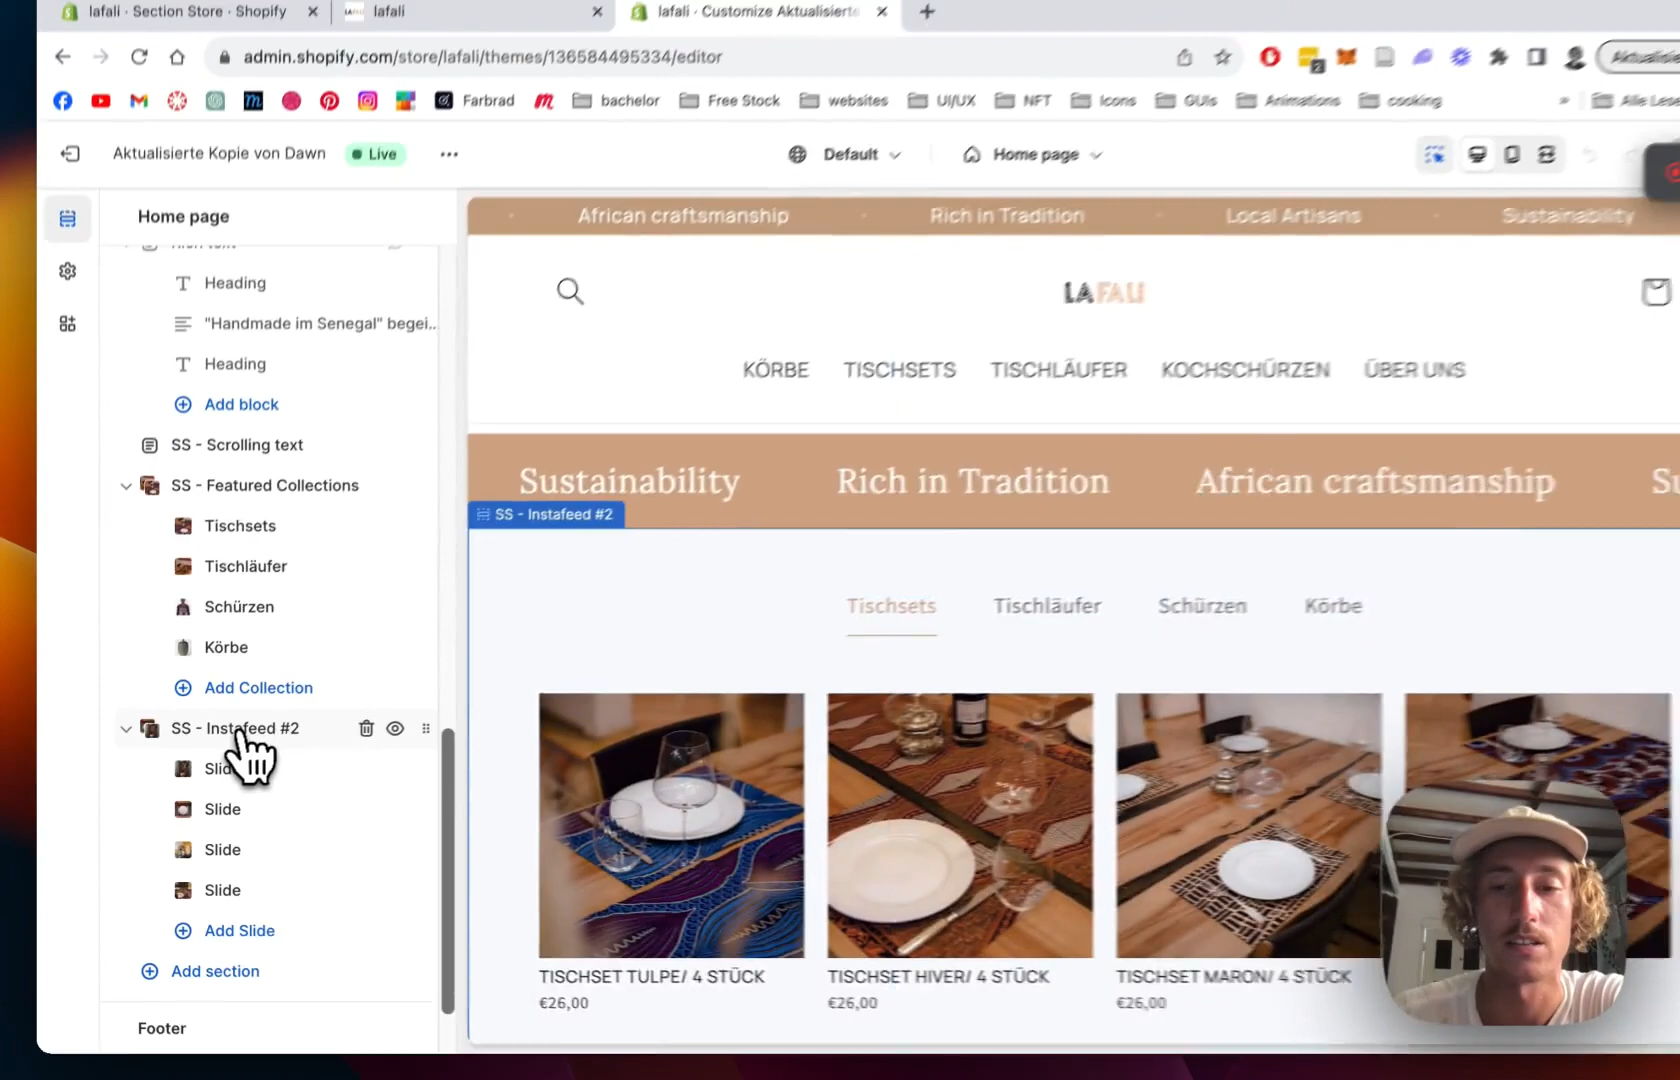 lafali · Section Store · Shopify
lafali
lafali · Customize Aktualisierte
admin.shopify.com/store/lafali/themes/136584495334/editor
Aktualisie
2
Farbrad
bachelor
Free Stock
websites
UI/UX
NFT
Icons
GUIs
Animations
cooking
»
Alle Lese
Aktualisierte Kopie von Dawn
Live
Default
Home page
Home page
Heading
"Handmade im Senegal" begei...
Heading
Add block
SS - Scrolling text
SS - Featured Collections
Tischsets
Tischläufer
Schürzen
Körbe
Add Collection
SS - Instafeed #2
Slide
Slide
Slide
Add Slide
Add section
Footer
African craftsmanship
Rich in Tradition
Local Artisans
Sustainability
LAFALI
KÖRBE
TISCHSETS
TISCHLÄUFER
KOCHSCHÜRZEN
ÜBER UNS
Sustainability
Rich in Tradition
African craftsmanship
Su
SS - Instafeed #2
Tischsets
Tischläufer
Schürzen
Körbe
TISCHSET TULPE/ 4 STÜCK
€26,00
TISCHSET HIVER/ 4 STÜCK
€26,00
TISCHSET MARON/ 4 STÜCK
€26,00